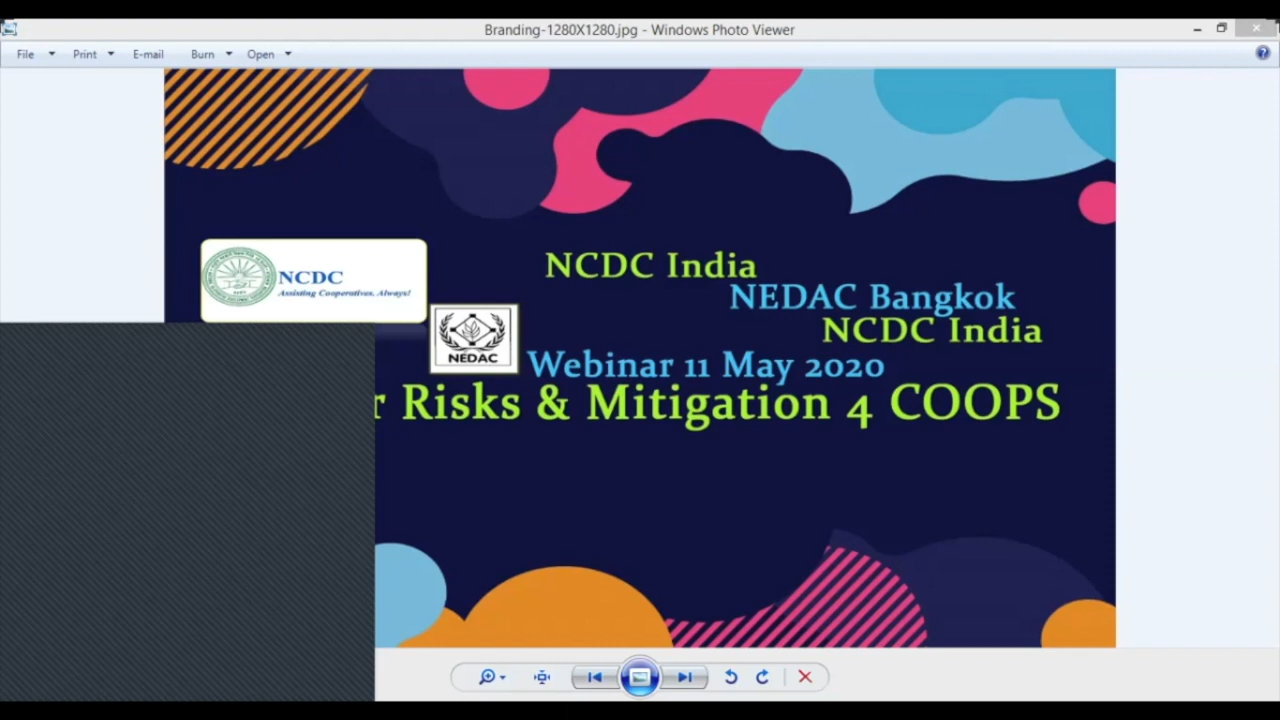 Branding-1280X1280.jpg - Windows Photo Viewer
File Print E-mail Burn Open
NCDC India
NCDC
Assisting Cooperatives, Always!
NEDAC Bangkok
NCDC India
NEDAC
Webinar 11 May 2020
r Risks & Mitigation 4 COOPS